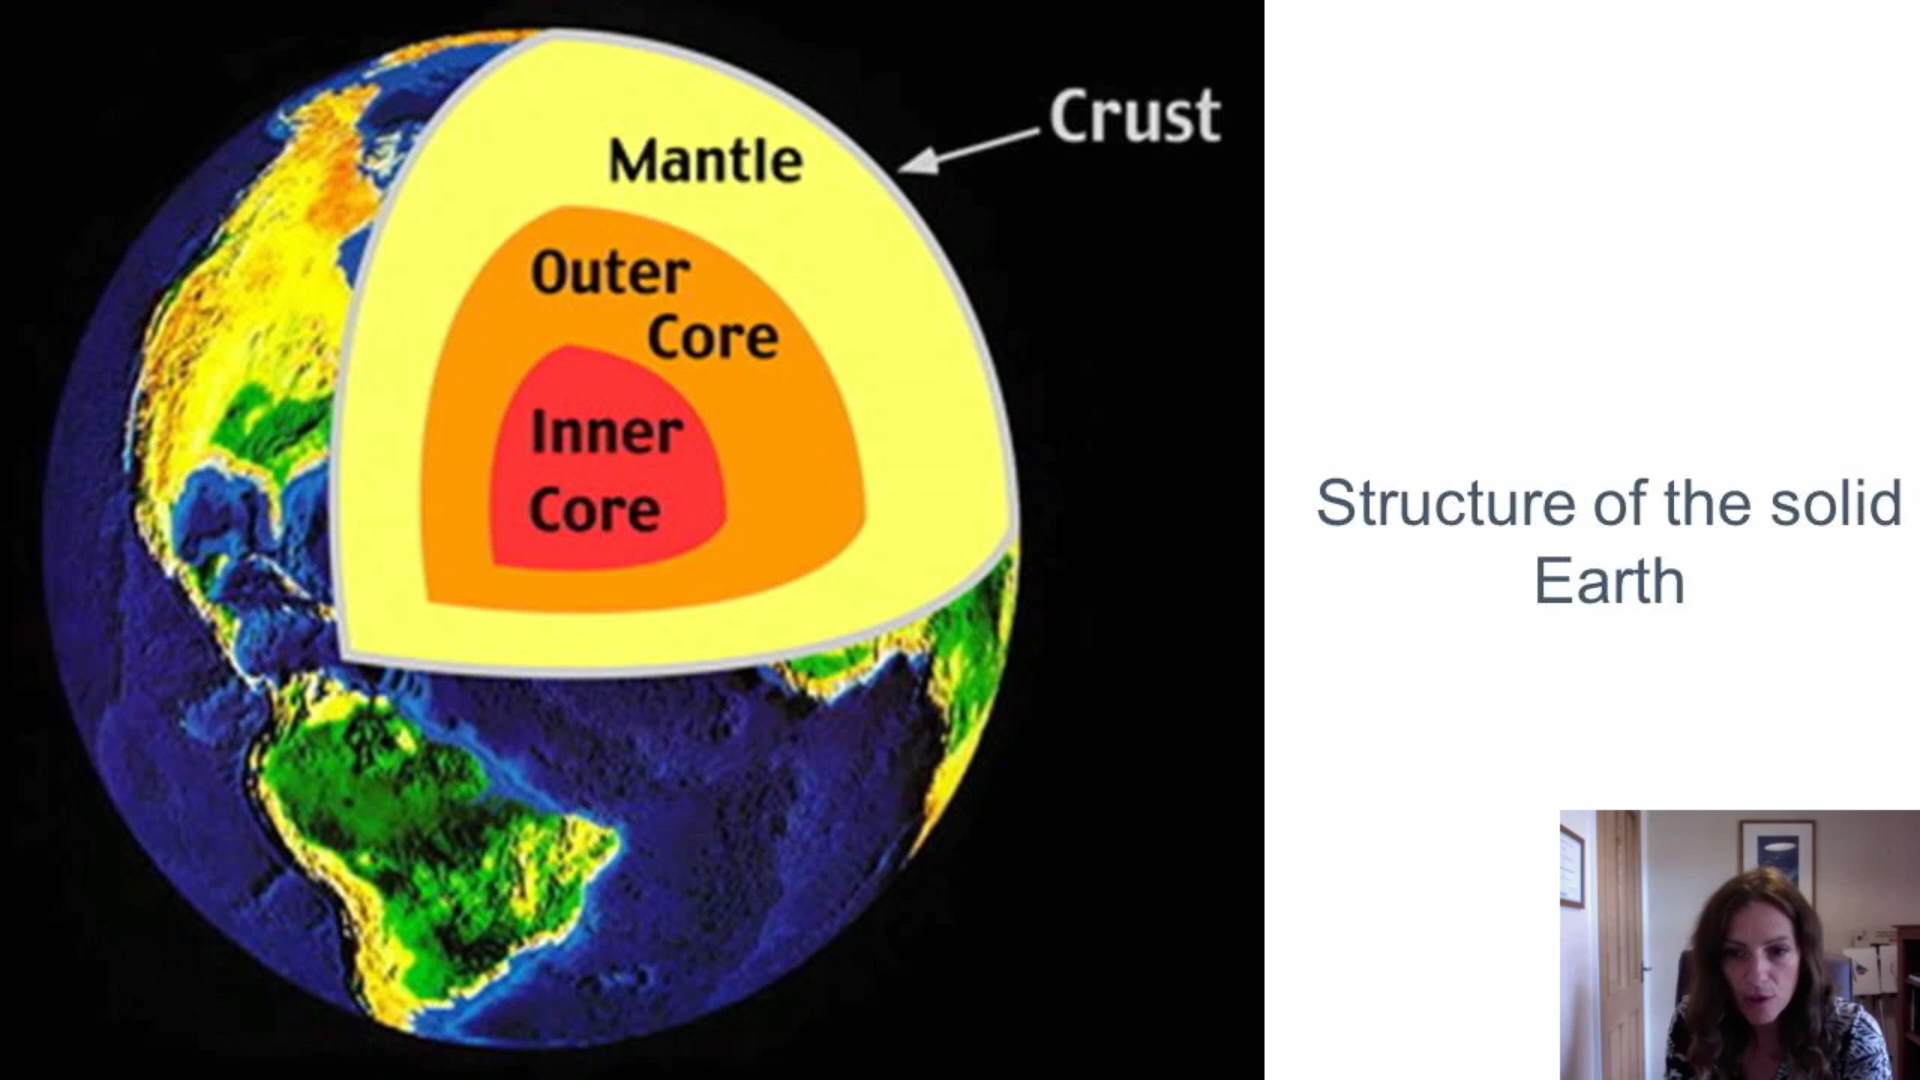 Crust
Mantle
Outer
Core
Inner
Core
Structure of the solid
Earth